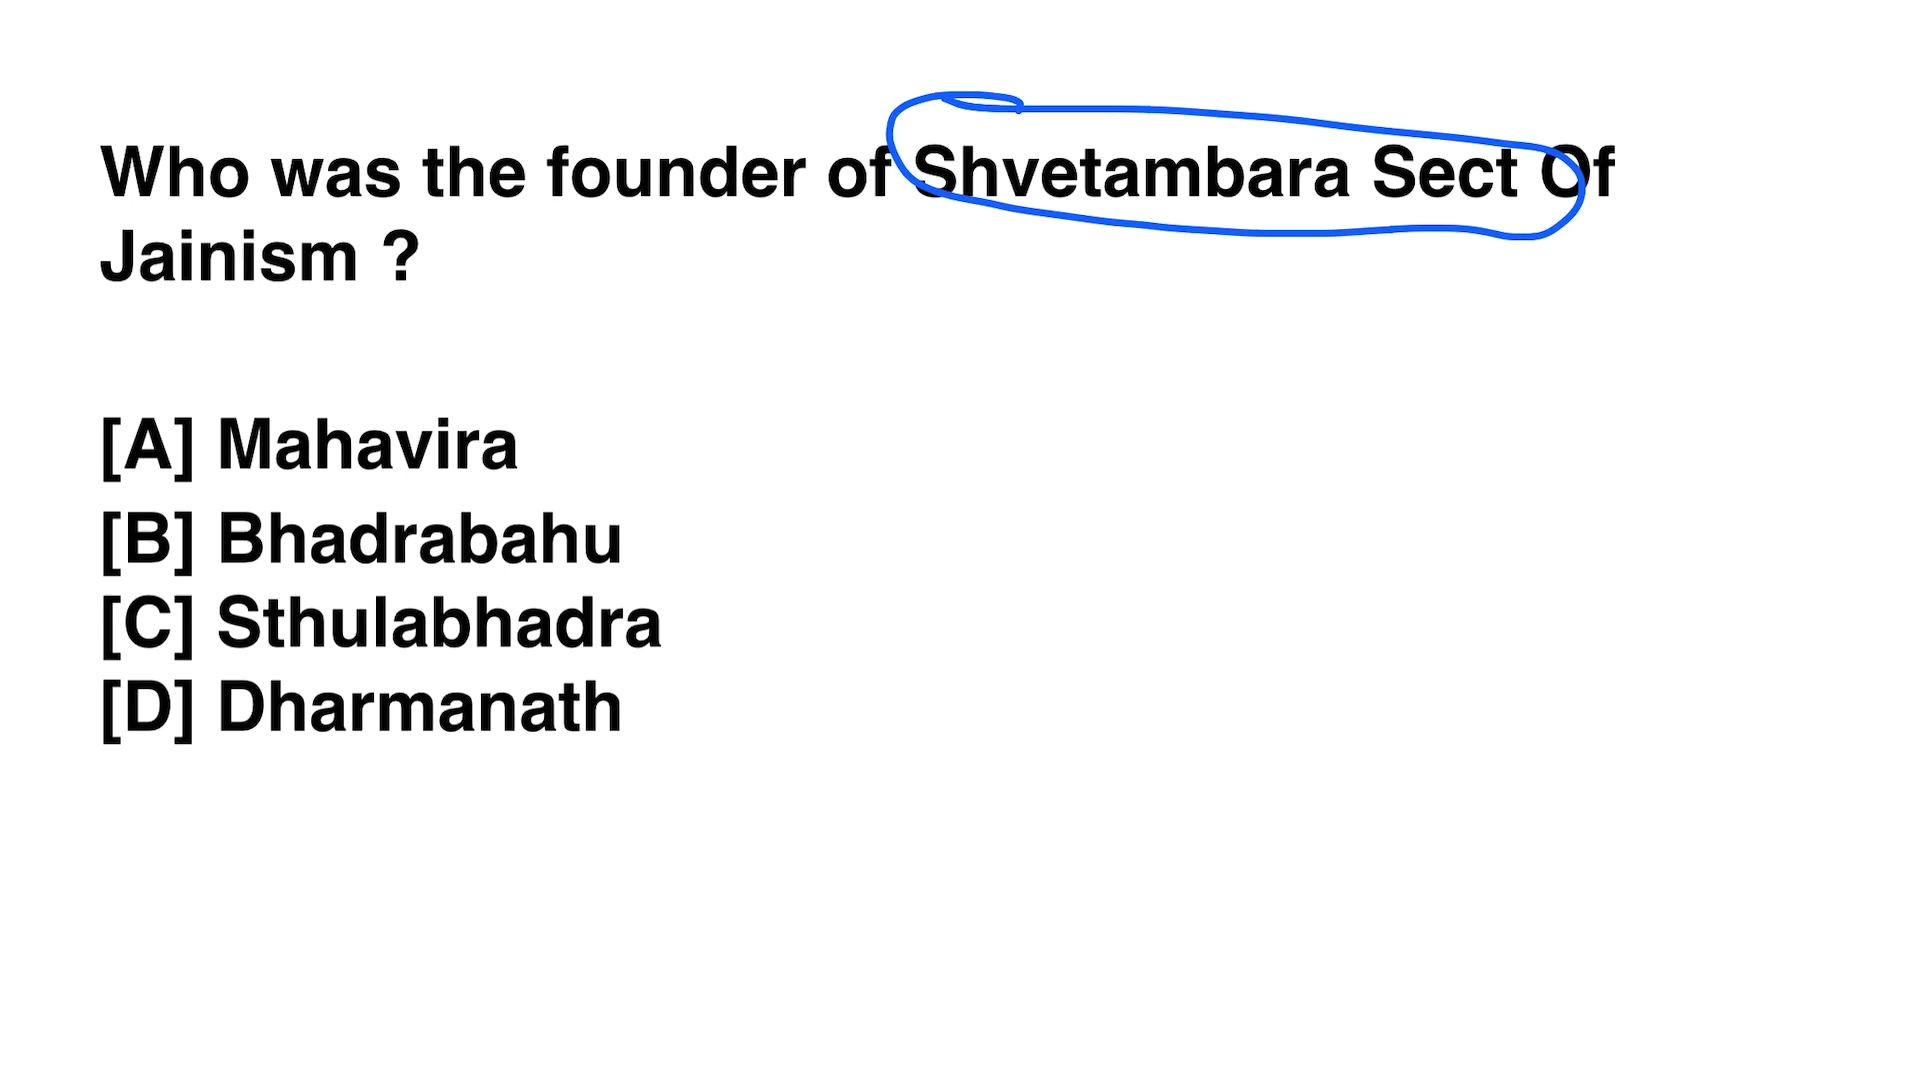 Who was the founder of Shvetambara Sect Of
Jainism ?
[A] Mahavira
[B] Bhadrabahu
[C] Sthulabhadra
[D] Dharmanath